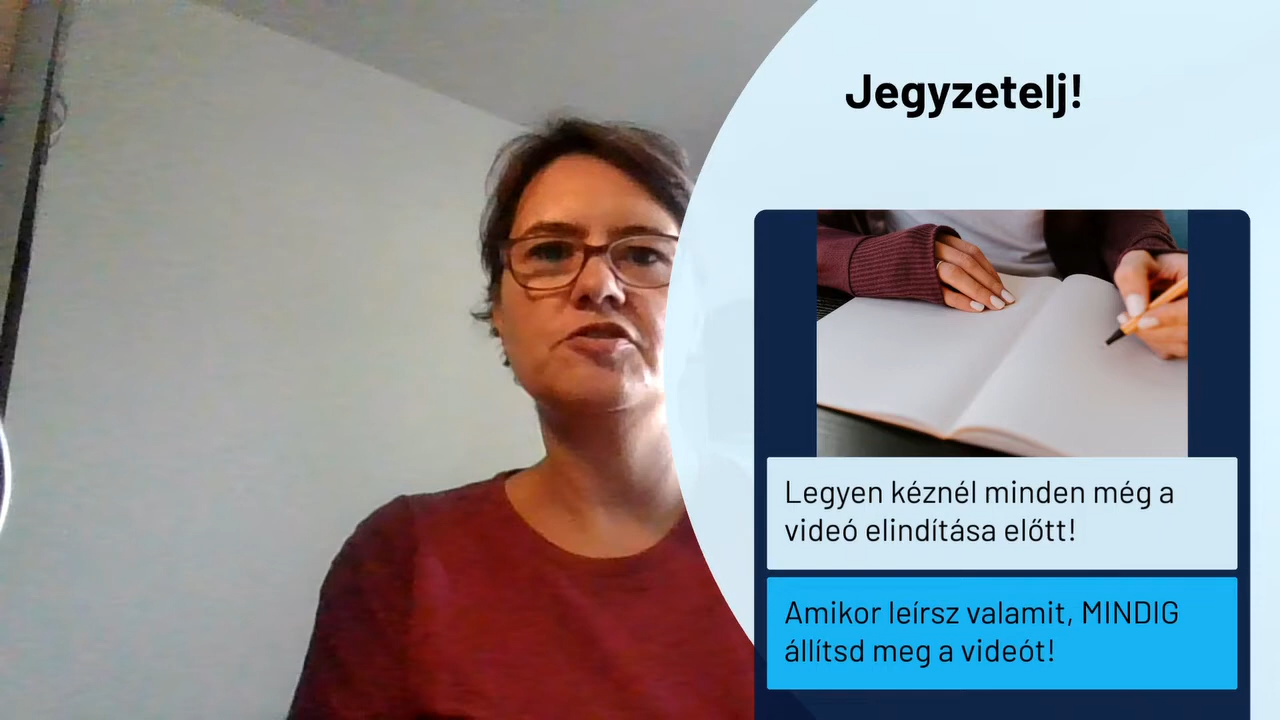 Jegyzetelj!
Legyen kéznél minden még a
videó elindítása előtt!
Amikor leírsz valamit, MINDIG
állítsd meg a videót!